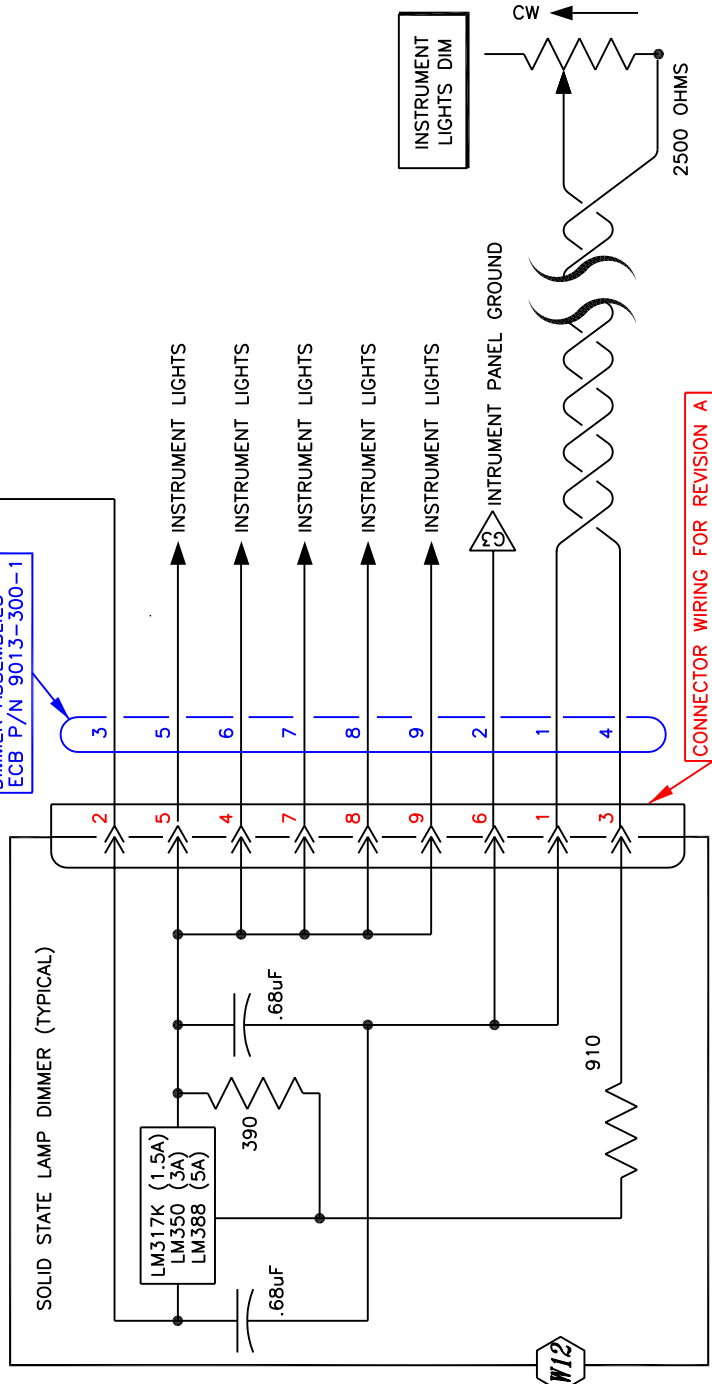 CW
INSTRUMENT
LIGHTS DIM
2500 OHMS
ECB P/N 9013-300-1
INSTRUMENT LIGHTS
INSTRUMENT LIGHTS
INSTRUMENT LIGHTS
INSTRUMENT LIGHTS
INSTRUMENT LIGHTS
G3
INTRUMENT PANEL GROUND
3
5
6
7
8
9
2
1
4
2
5
4
7
8
9
6
1
3
CONNECTOR WIRING FOR REVISION A
SOLID STATE LAMP DIMMER (TYPICAL)
.68uF
390
910
LM317K (1.5A)
LM350 (3A)
LM388 (5A)
.68uF
W12